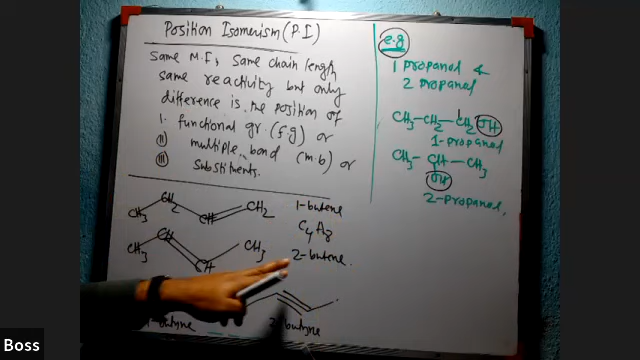 Position Isomerism (P.I)
Same M.F, Same chain length,
same reactivity but only
difference is the position of
I. functional gr. (f.g) or
II multiple bond (m.b) or
III Substituents.
CH3 CH2 CH CH2 1-butene
C4H8
CH3 CH CH CH3 2-butene.
1-butyne 2-butyne
e.g
1 propanol &
2 propanol
CH3-CH2-CH2 OH
1-propanol
CH3-CH-CH3
OH
2-propanol.
Boss